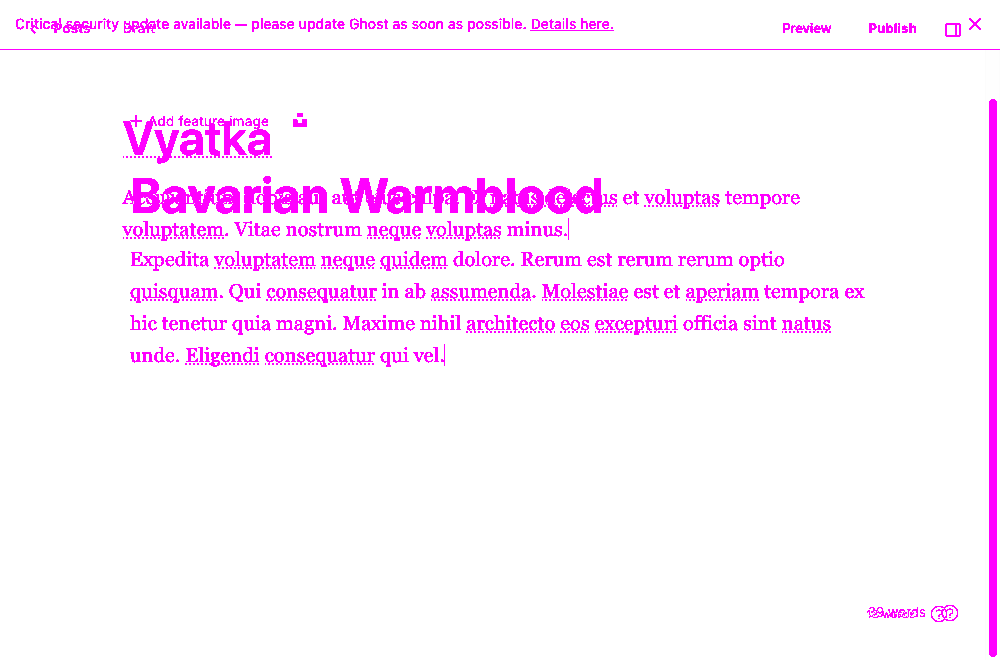 Critical security update available — please update Ghost as soon as possible. Details here.
Posts Draft Preview Publish
Add feature image
Vyatka
Bavarian Warmblood
et voluptas tempore
voluptatem. Vitae nostrum neque voluptas minus.
Expedita voluptatem neque quidem dolore. Rerum est rerum rerum optio
quisquam. Qui consequatur in ab assumenda. Molestiae est et aperiam tempora ex
hic tenetur quia magni. Maxime nihil architecto eos excepturi officia sint natus
unde. Eligendi consequatur qui vel.
words